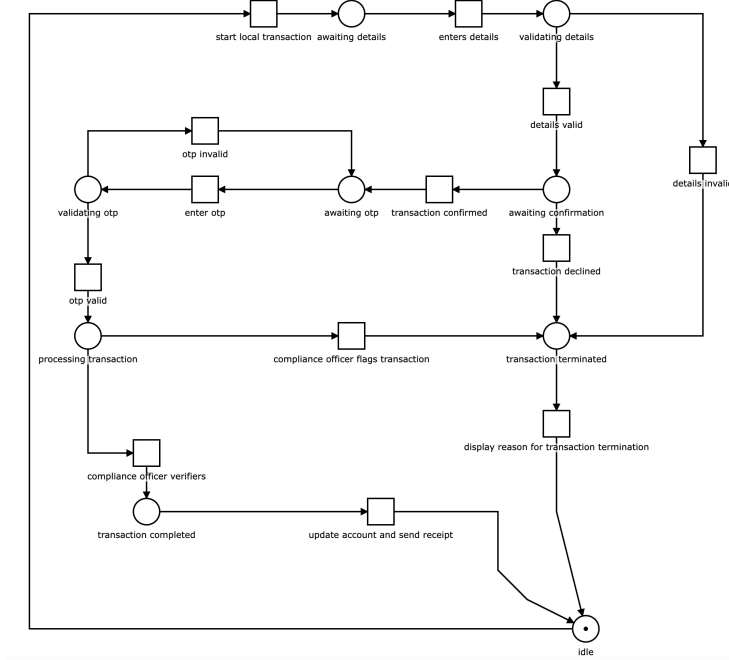 start local transaction
awaiting details
enters details
validating details
details valid
otp invalid
details invali
validating otp
enter otp
awaiting otp
transaction confirmed
awaiting confirmation
transaction declined
otp valid
processing transaction
compliance officer flags transaction
transaction terminated
display reason for transaction termination
compliance officer verifiers
transaction completed
update account and send receipt
idle